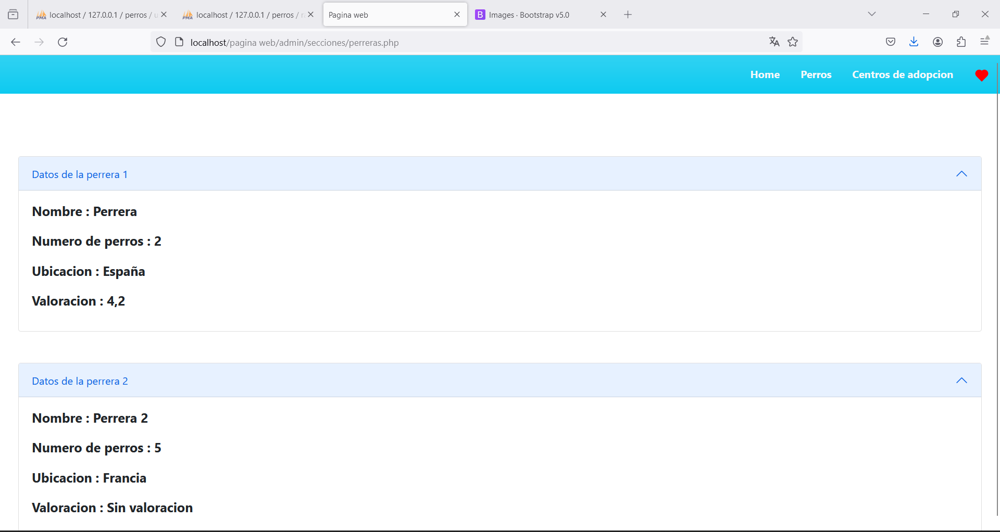 localhost / 127.0.0.1 / perros / u
localhost / 127.0.0.1 / perros / ra
Pagina web
Images · Bootstrap v5.0
localhost/pagina web/admin/secciones/perreras.php
Home
Perros
Centros de adopcion
Datos de la perrera 1
Nombre : Perrera
Numero de perros : 2
Ubicacion : España
Valoracion : 4,2
Datos de la perrera 2
Nombre : Perrera 2
Numero de perros : 5
Ubicacion : Francia
Valoracion : Sin valoracion